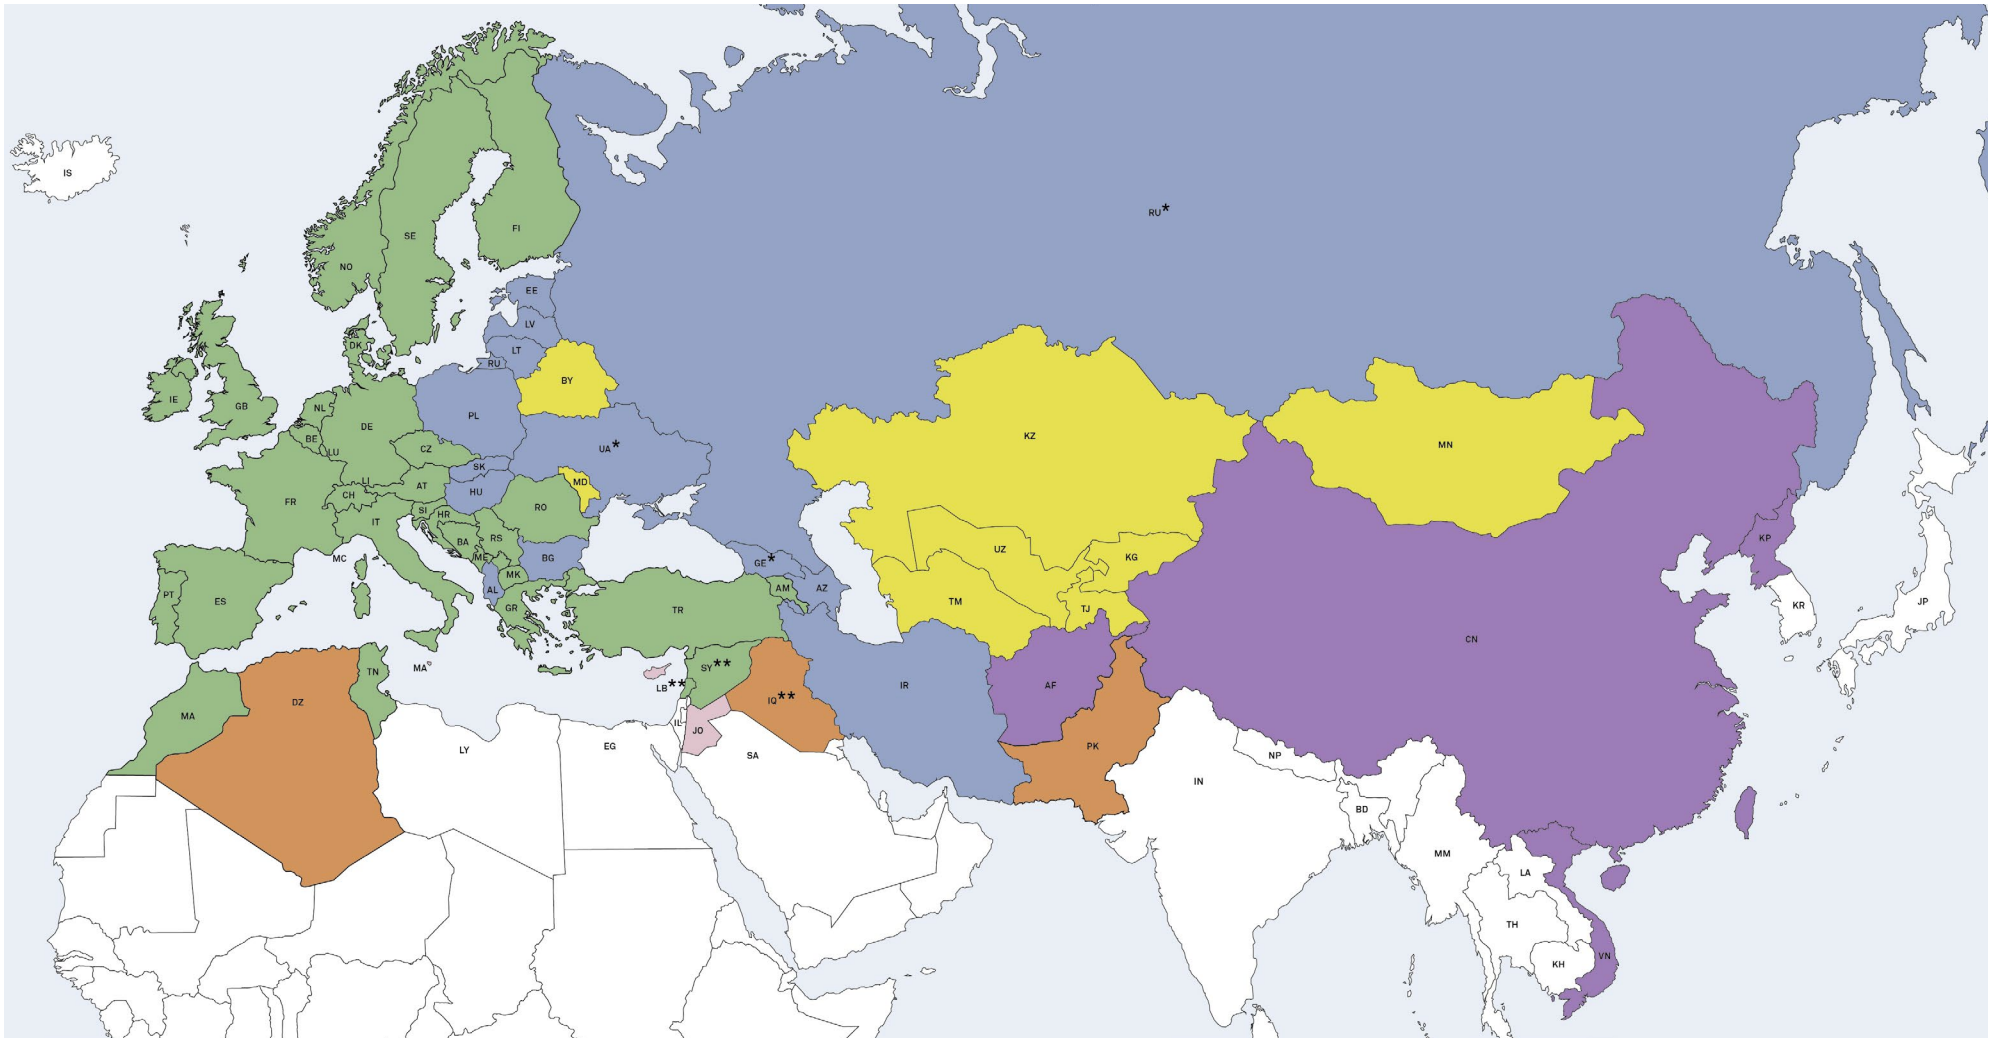 IS
RU*
SE
FI
NO
EE
LV
DK
LT
RU
BY
IE
GB
NL
DE
PL
BE
LU
CZ
UA*
KZ
MN
SK
LI
AT
HU
MD
CH
FR
IT
SI
HR
RO
BA
RS
KP
MC
ME
BG
UZ
KG
GE*
MK
AL
AM
AZ
PT
ES
GR
TR
TM
TJ
KR
JP
CN
TN
MA
SY**
LB**
IR
AF
DZ
IQ**
MA
IL
JO
LY
EG
SA
PK
NP
IN
BD
MM
LA
TH
VN
KH